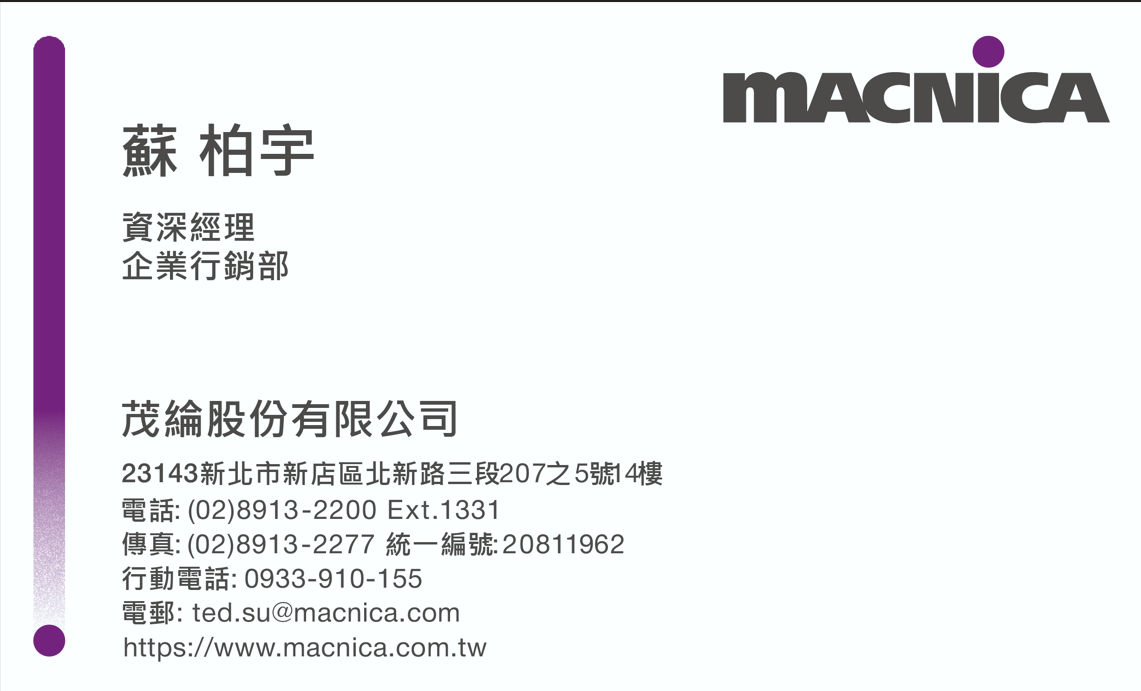 MACNICA
蘇 柏宇
資深經理
企業行銷部
茂綸股份有限公司
23143新北市新店區北新路三段207之5號14樓
電話: (02)8913-2200 Ext.1331
傳真: (02)8913-2277 統一編號: 20811962
行動電話: 0933-910-155
電郵: ted.su@macnica.com
https://www.macnica.com.tw